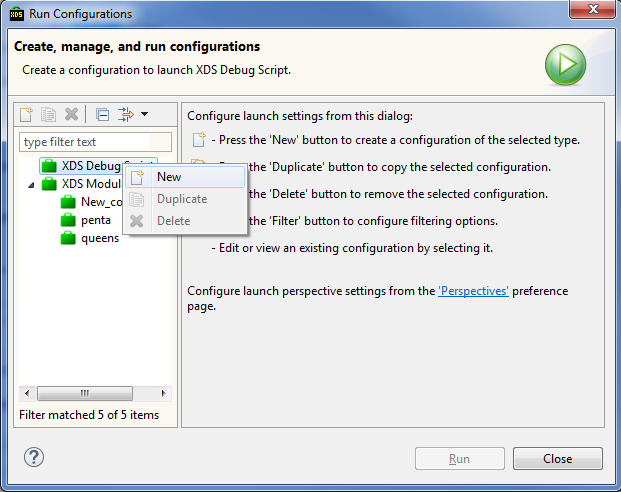 Run Configurations
Create, manage, and run configurations
Create a configuration to launch XDS Debug Script.
type filter text
XDS Debug Script
XDS Modul
New_co
penta
queens
Filter matched 5 of 5 items
New
Duplicate
Delete
Configure launch settings from this dialog:
- Press the 'New' button to create a configuration of the selected type.
the 'Duplicate' button to copy the selected configuration.
the 'Delete' button to remove the selected configuration.
the 'Filter' button to configure filtering options.
- Edit or view an existing configuration by selecting it.
Configure launch perspective settings from the 'Perspectives' preference
page.
Run
Close